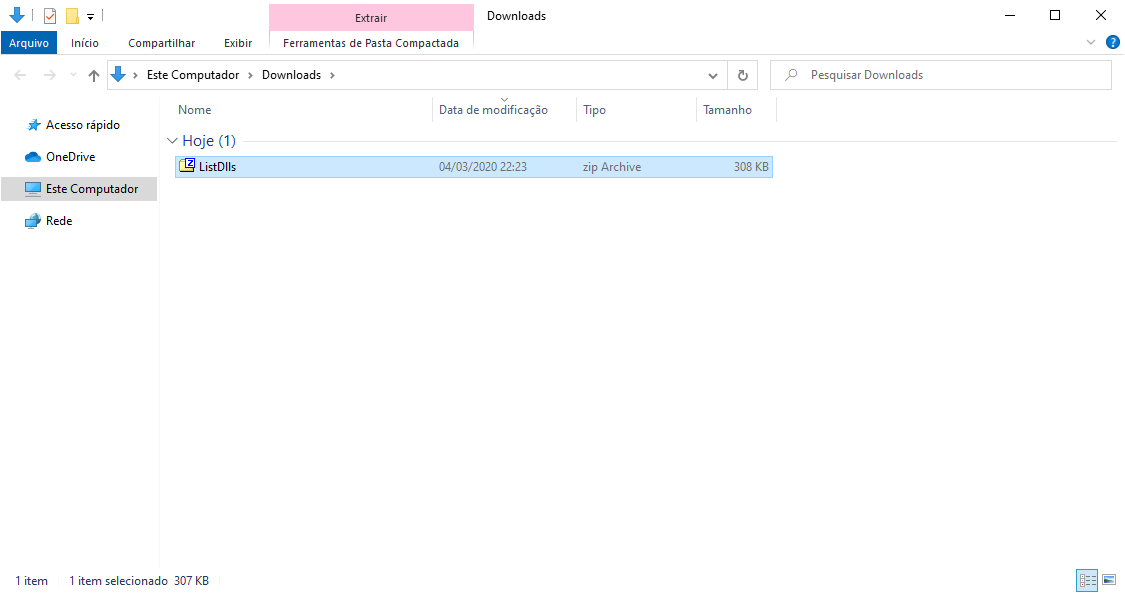 Extrair
Downloads
Arquivo Início Compartilhar Exibir Ferramentas de Pasta Compactada
Este Computador Downloads
Pesquisar Downloads
Nome Data de modificação Tipo Tamanho
Acesso rápido
Hoje (1)
OneDrive
ListDlls 04/03/2020 22:23 zip Archive 308 KB
Este Computador
Rede
1 item 1 item selecionado 307 KB